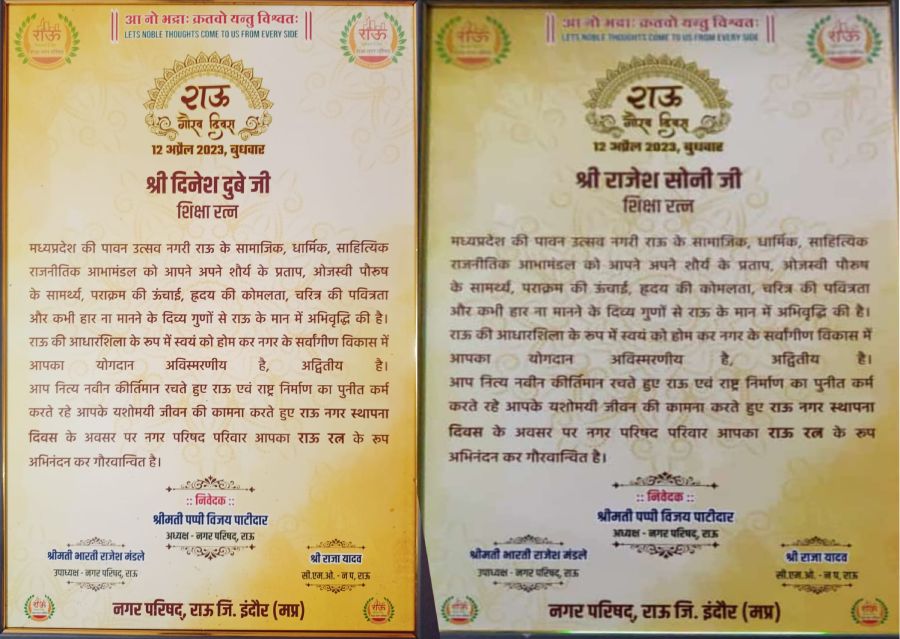 आ नो भद्राः क्रतवो यन्तु विश्वतः
LETS NOBLE THOUGHTS COME TO US FROM EVERY SIDE
राऊ
राऊ
राऊ
गौरव दिवस
12 अप्रैल 2023, बुधवार
श्री दिनेश दुबे जी
शिक्षा रत्न
मध्यप्रदेश की पावन उत्सव नगरी राऊ के सामाजिक, धार्मिक, साहित्यिक
राजनीतिक आभामंडल को आपने अपने शौर्य के प्रताप, ओजस्वी पौरूष
के सामर्थ्य, पराक्रम की ऊंचाई, ह्रदय की कोमलता, चरित्र की पवित्रता
और कभी हार ना मानने के दिव्य गुणों से राऊ के मान में अभिवृद्धि की है।
राऊ की आधारशिला के रूप में स्वयं को होम कर नगर के सर्वांगीण विकास में
आपका योगदान अविस्मरणीय है, अद्वितीय है।
आप नित्य नवीन कीर्तिमान रचते हुए राऊ एवं राष्ट्र निर्माण का पुनीत कर्म
करते रहे आपके यशोमयी जीवन की कामना करते हुए राऊ नगर स्थापना
दिवस के अवसर पर नगर परिषद परिवार आपका राऊ रत्न के रूप
अभिनंदन कर गौरवान्वित है।
:: निवेदक ::
श्रीमती पप्पी विजय पाटीदार
अध्यक्ष - नगर परिषद्, राऊ
श्रीमती भारती राजेश मंडले
उपाध्यक्ष - नगर परिषद्, राऊ
श्री राजा यादव
सी.एम.ओ. - न प, राऊ
राऊ
नगर परिषद्, राऊ जि. इंदौर (मप्र)
राऊ
आ नो भद्राः क्रतवो यन्तु विश्वतः
LETS NOBLE THOUGHTS COME TO US FROM EVERY SIDE
राऊ
राऊ
राऊ
गौरव दिवस
12 अप्रैल 2023, बुधवार
श्री राजेश सोनी जी
शिक्षा रत्न
मध्यप्रदेश की पावन उत्सव नगरी राऊ के सामाजिक, धार्मिक, साहित्यिक
राजनीतिक आभामंडल को आपने अपने शौर्य के प्रताप, ओजस्वी पौरूष
के सामर्थ्य, पराक्रम की ऊंचाई, ह्रदय की कोमलता, चरित्र की पवित्रता
और कभी हार ना मानने के दिव्य गुणों से राऊ के मान में अभिवृद्धि की है।
राऊ की आधारशिला के रूप में स्वयं को होम कर नगर के सर्वांगीण विकास में
आपका योगदान अविस्मरणीय है, अद्वितीय है।
आप नित्य नवीन कीर्तिमान रचते हुए राऊ एवं राष्ट्र निर्माण का पुनीत कर्म
करते रहे आपके यशोमयी जीवन की कामना करते हुए राऊ नगर स्थापना
दिवस के अवसर पर नगर परिषद परिवार आपका राऊ रत्न के रूप
अभिनंदन कर गौरवान्वित है।
:: निवेदक ::
श्रीमती पप्पी विजय पाटीदार
अध्यक्ष - नगर परिषद्, राऊ
श्रीमती भारती राजेश मंडले
उपाध्यक्ष - नगर परिषद्, राऊ
श्री राजा यादव
सी.एम.ओ. - न प, राऊ
राऊ
नगर परिषद्, राऊ जि. इंदौर (मप्र)
राऊ